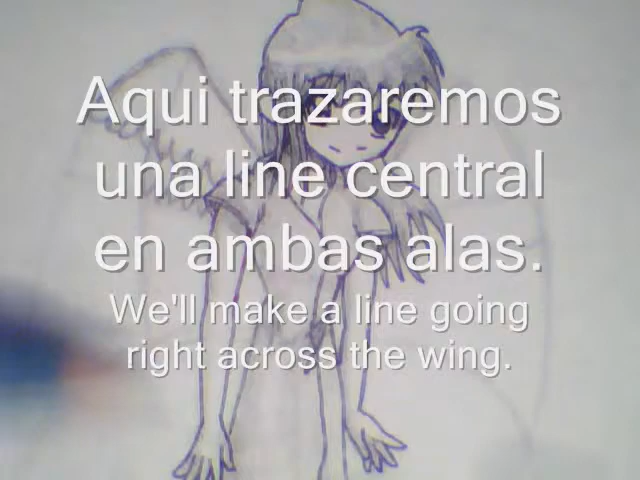 Aqui trazaremos
una line central
en ambas alas.
We'll make a line going
right across the wing.